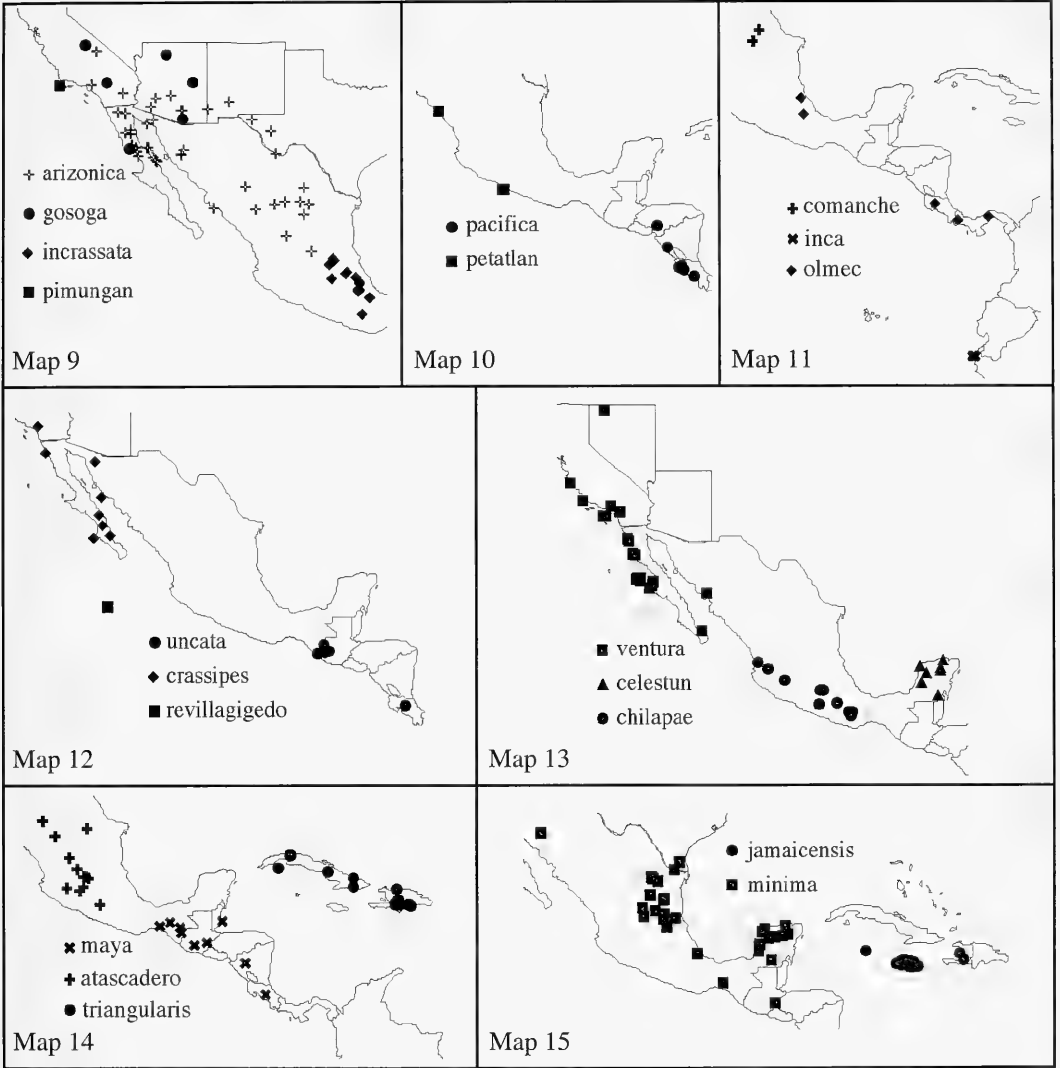 arizonica
gosoga
incrassata
pimungan
Map 9
pacifica
petatlan
Map 10
comanche
inca
olmec
Map 11
uncata
crassipes
revillagigedo
Map 12
ventura
celestun
chilapae
Map 13
maya
atascadero
triangularis
Map 14
jamaicensis
minima
Map 15